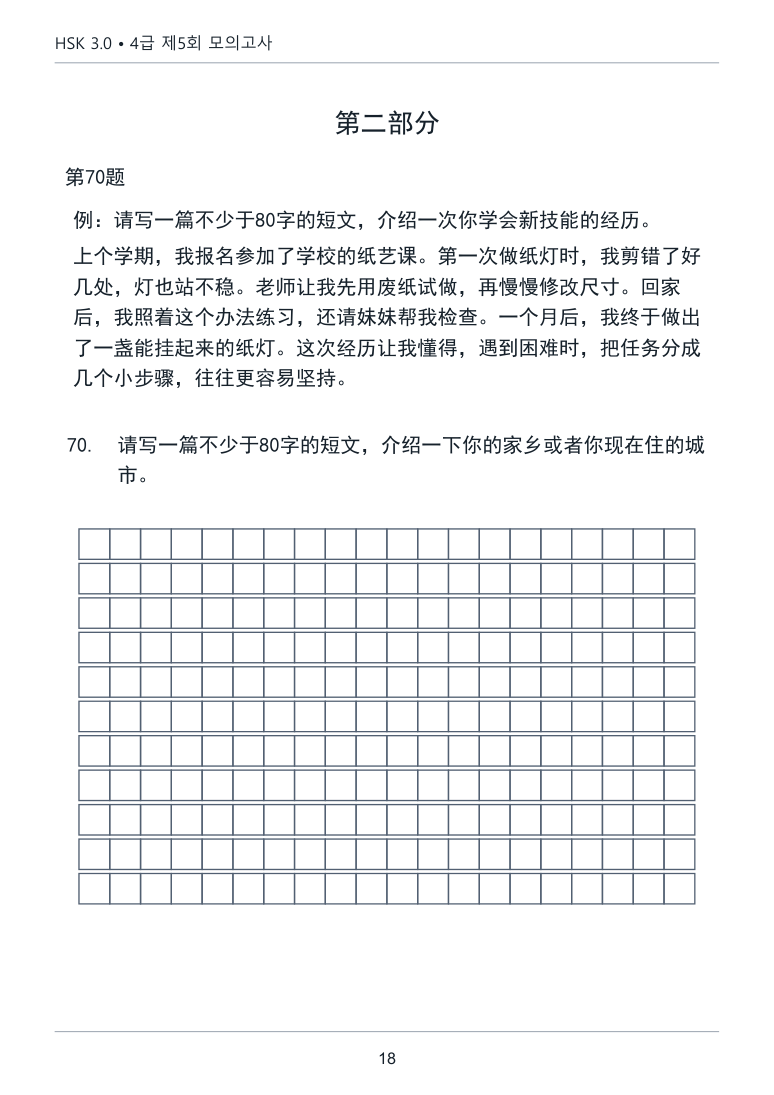 HSK 3.0 • 4급 제5회 모의고사
第二部分
第70题
例：请写一篇不少于80字的短文，介绍一次你学会新技能的经历。
上个学期，我报名参加了学校的纸艺课。第一次做纸灯时，我剪错了好
几处，灯也站不稳。老师让我先用废纸试做，再慢慢修改尺寸。回家
后，我照着这个办法练习，还请妹妹帮我检查。一个月后，我终于做出
了一盏能挂起来的纸灯。这次经历让我懂得，遇到困难时，把任务分成
几个小步骤，往往更容易坚持。
70. 请写一篇不少于80字的短文，介绍一下你的家乡或者你现在住的城
市。
18